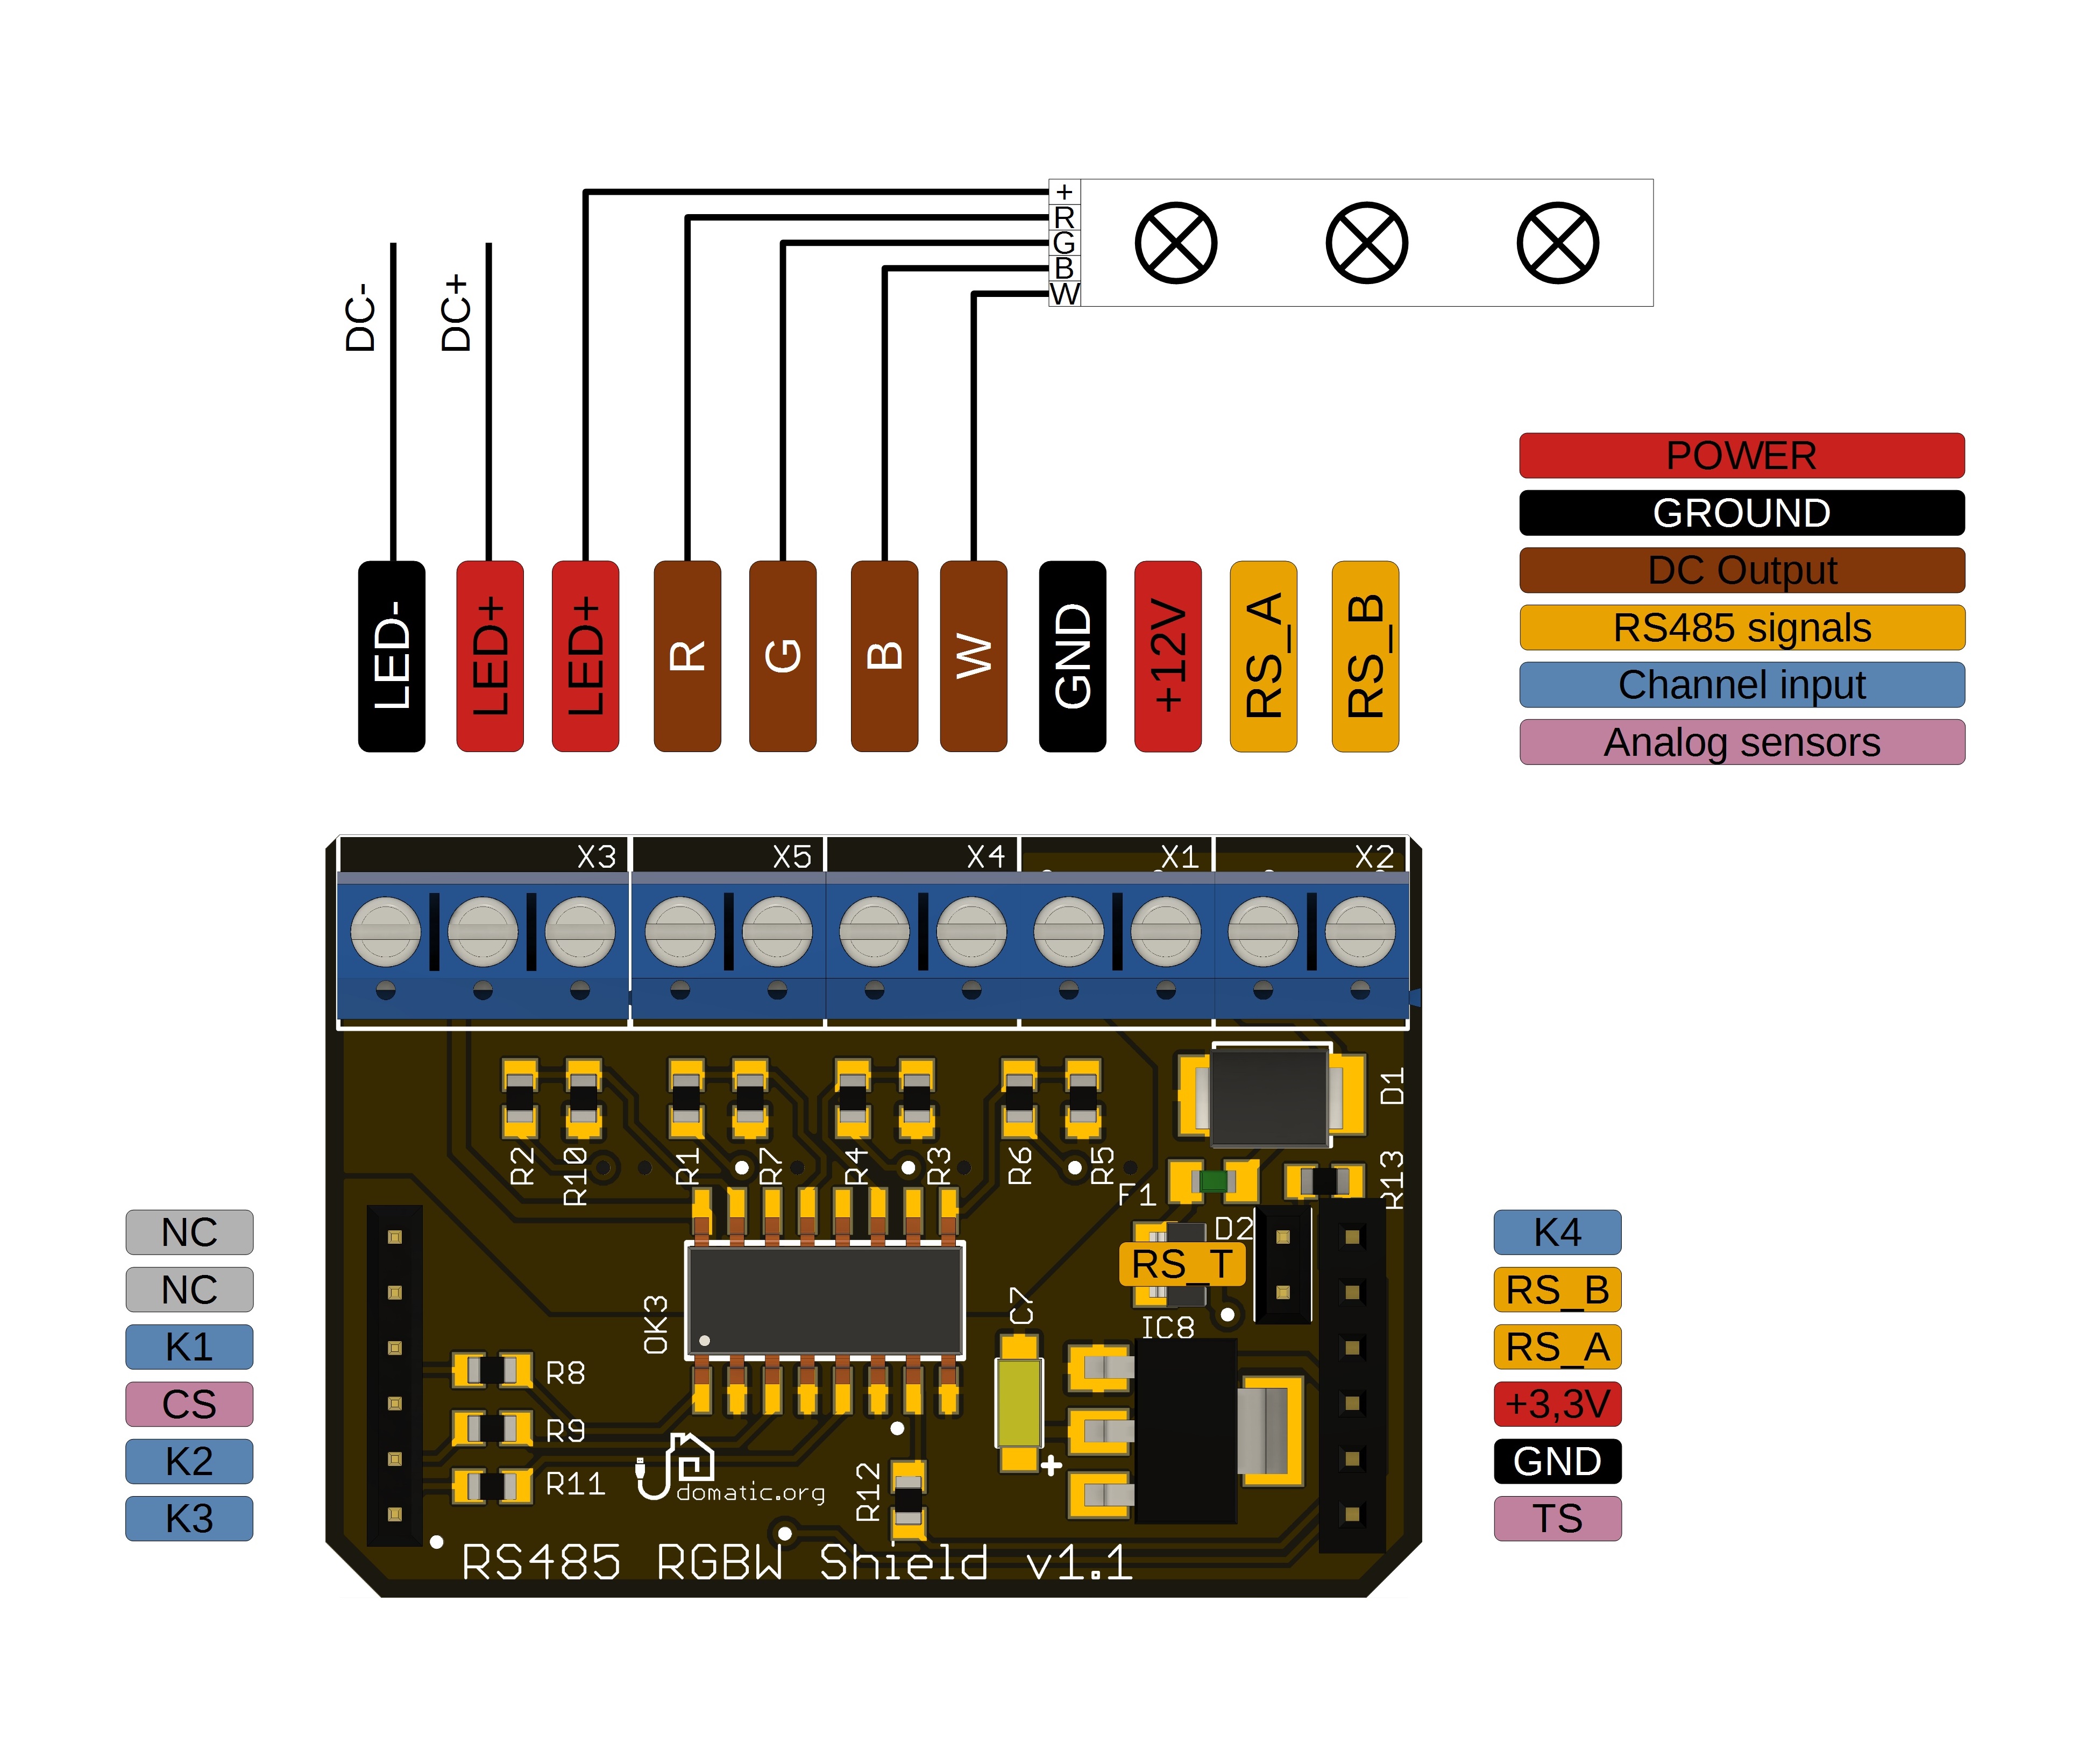 +
R
G
B
W
DC-
DC+
POWER
GROUND
DC Output
RS485 signals
Channel input
Analog sensors
LED-
LED+
LED+
R
G
B
W
GND
+12V
RS_A
RS_B
X3
X5
X4
X1
X2
D1
R2
R10
R1
R7
R4
R3
R6
R5
F1
R13
D2
RS_T
IC8
C7
OK3
+
R8
R9
R11
R12
domatic.org
RS485 RGBW Shield v1.1
NC
NC
K1
CS
K2
K3
K4
RS_B
RS_A
+3,3V
GND
TS